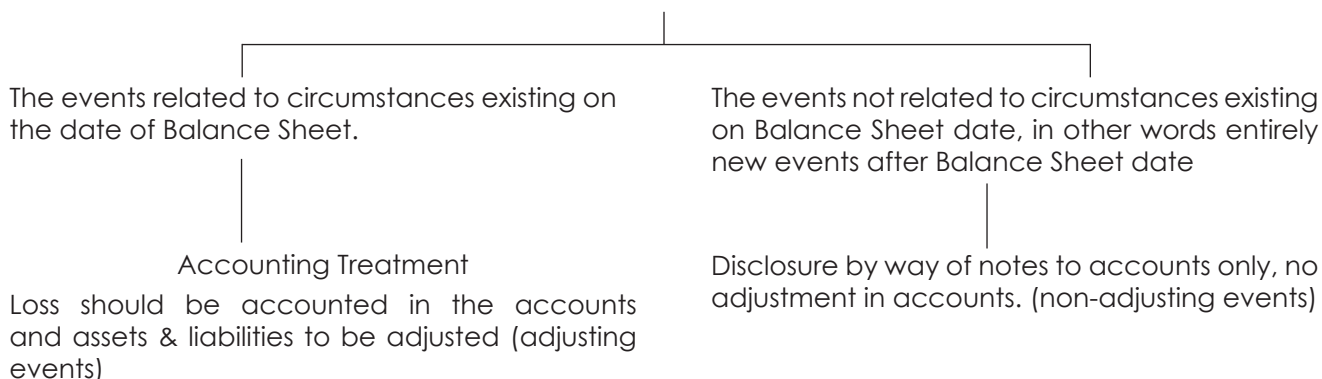 The events related to circumstances existing on
the date of Balance Sheet.
Accounting Treatment
Loss should be accounted in the accounts
and assets & liabilities to be adjusted (adjusting
events)
The events not related to circumstances existing
on Balance Sheet date, in other words entirely
new events after Balance Sheet date
Disclosure by way of notes to accounts only, no
adjustment in accounts. (non-adjusting events)